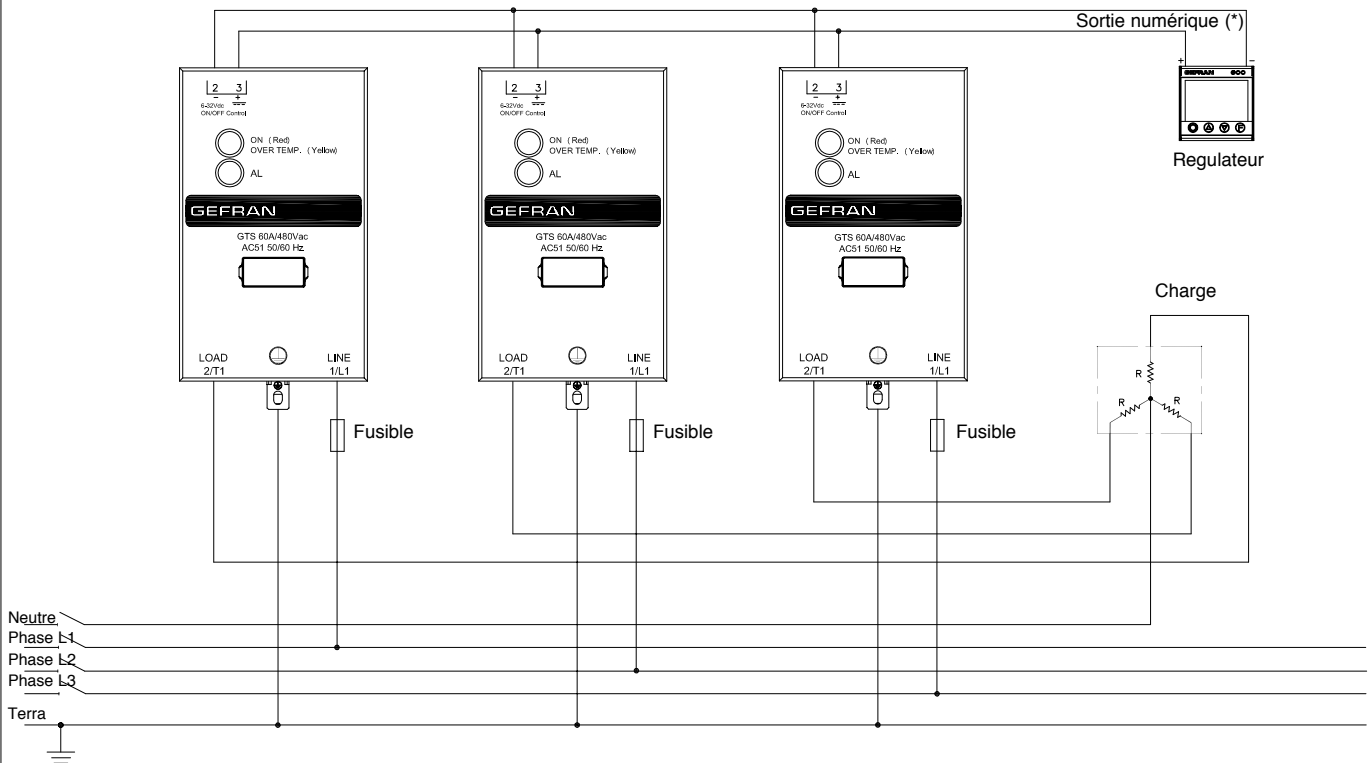 Sortie numérique (*)
+ −
GEFRAN 600
F
Regulateur
2 3
− +
6-32Vdc
ON/OFF Control
ON (Red)
OVER TEMP. (Yellow)
AL
GEFRAN
GTS 60A/480Vac
AC51 50/60 Hz
LOAD
2/T1
LINE
1/L1
Fusible
2 3
− +
6-32Vdc
ON/OFF Control
ON (Red)
OVER TEMP. (Yellow)
AL
GEFRAN
GTS 60A/480Vac
AC51 50/60 Hz
LOAD
2/T1
LINE
1/L1
Fusible
2 3
− +
6-32Vdc
ON/OFF Control
ON (Red)
OVER TEMP. (Yellow)
AL
GEFRAN
GTS 60A/480Vac
AC51 50/60 Hz
LOAD
2/T1
LINE
1/L1
Fusible
Charge
R
R
R
Neutre
Phase L1
Phase L2
Phase L3
Terra